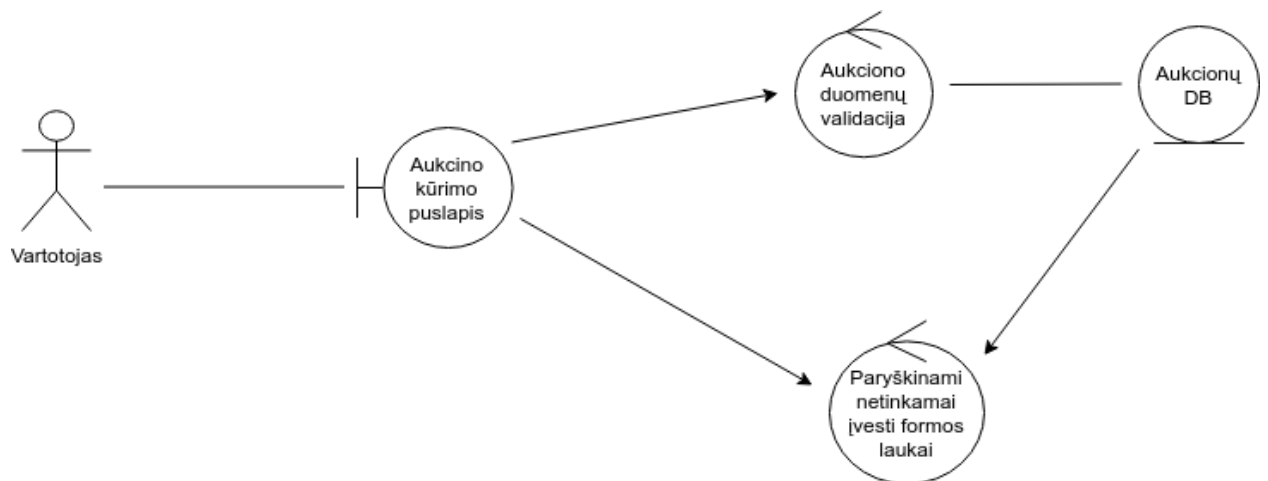 Vartotojas
Aukcino
kūrimo
puslapis
Aukciono
duomenų
validacija
Aukcionų
DB
Paryškinami
netinkamai
įvesti formos
laukai